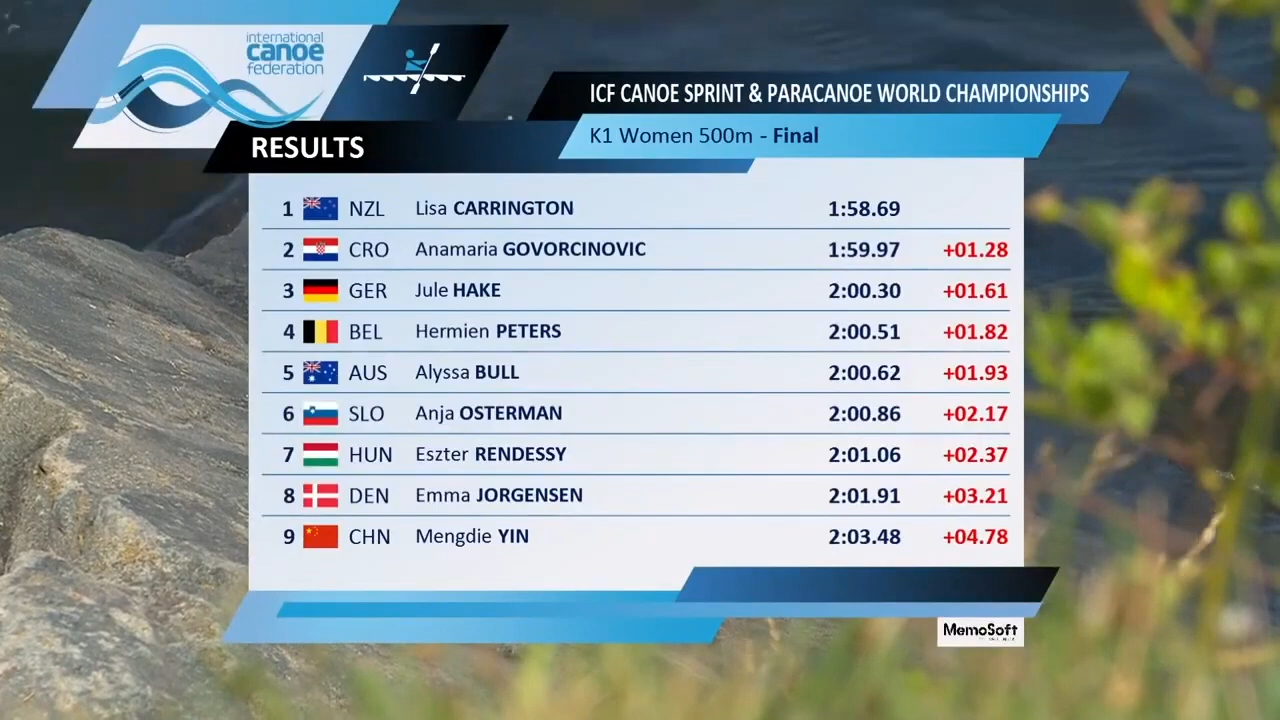 international
canoe
federation
ICF CANOE SPRINT & PARACANOE WORLD CHAMPIONSHIPS
K1 Women 500m - Final
RESULTS
1 NZL Lisa CARRINGTON 1:58.69
2 CRO Anamaria GOVORCINOVIC 1:59.97 +01.28
3 GER Jule HAKE 2:00.30 +01.61
4 BEL Hermien PETERS 2:00.51 +01.82
5 AUS Alyssa BULL 2:00.62 +01.93
6 SLO Anja OSTERMAN 2:00.86 +02.17
7 HUN Eszter RENDESSY 2:01.06 +02.37
8 DEN Emma JORGENSEN 2:01.91 +03.21
9 CHN Mengdie YIN 2:03.48 +04.78
MemoSoft